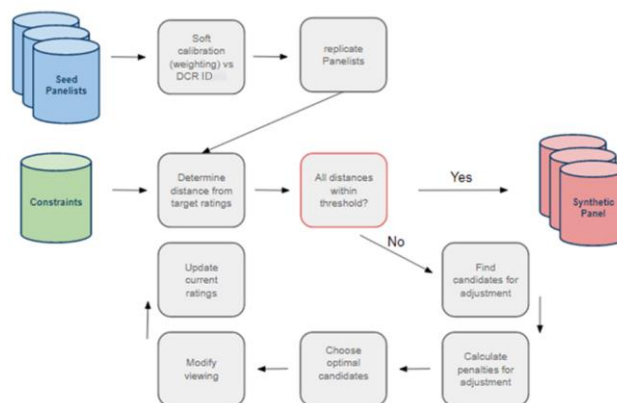 Seed
Panelists
Soft
calibration
(weighting) vs
DCR ID
replicate
Panelists
Constraints
Determine
distance from
target ratings
All distances
within
threshold?
Yes
Synthetic
Panel
No
Update
current
ratings
Find
candidates for
adjustment
Modify
viewing
Choose
optimal
candidates
Calculate
penalties for
adjustment